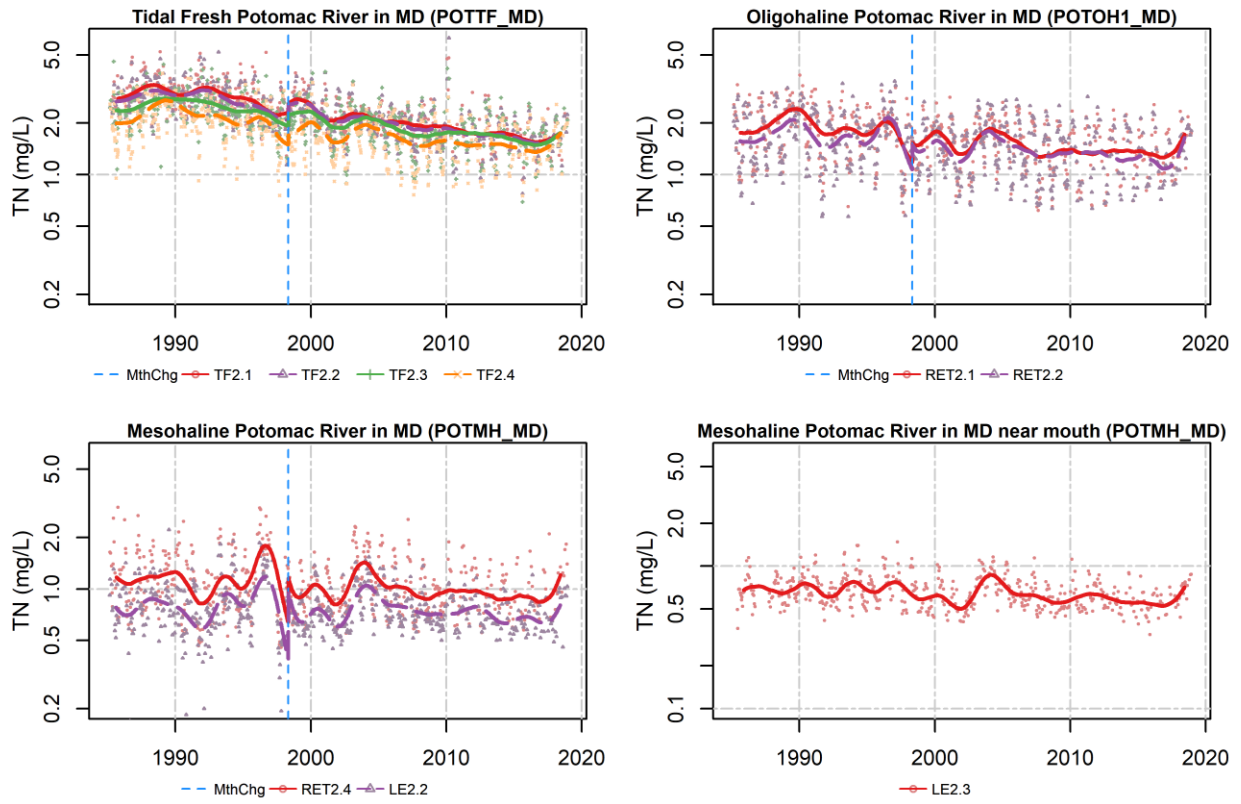 Tidal Fresh Potomac River in MD (POTTF_MD)
TN (mg/L)
5.0
2.0
1.0
0.5
0.2
1990 2000 2010 2020
MthChg TF2.1 TF2.2 TF2.3 TF2.4
Oligohaline Potomac River in MD (POTOH1_MD)
TN (mg/L)
5.0
2.0
1.0
0.5
0.2
1990 2000 2010 2020
MthChg RET2.1 RET2.2
Mesohaline Potomac River in MD (POTMH_MD)
TN (mg/L)
5.0
2.0
1.0
0.5
0.2
1990 2000 2010 2020
MthChg RET2.4 LE2.2
Mesohaline Potomac River in MD near mouth (POTMH_MD)
TN (mg/L)
5.0
2.0
1.0
0.5
0.1
1990 2000 2010 2020
LE2.3